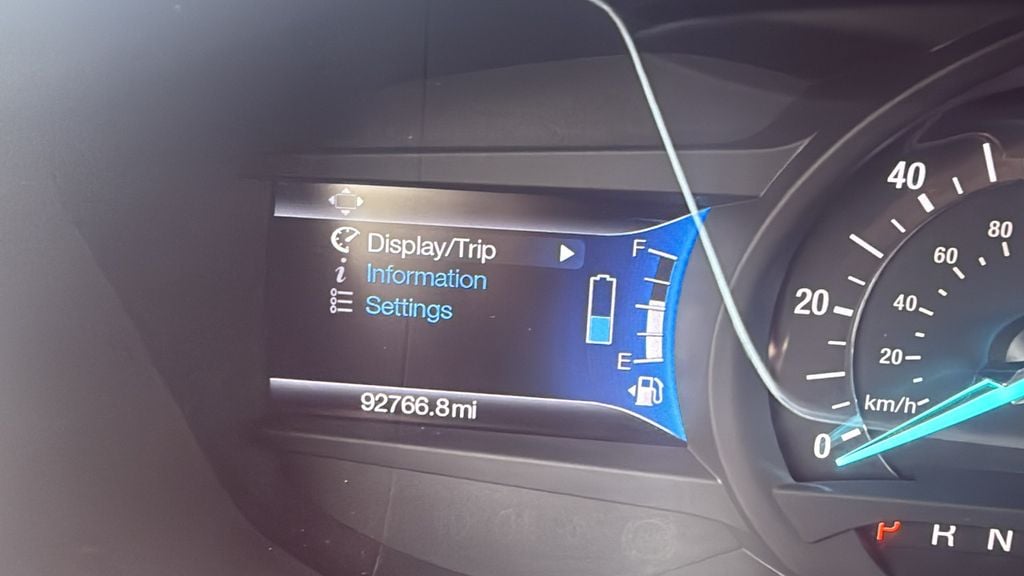 Display/Trip
i Information
Settings
92766.8mi
F
E
40
20
0
80
60
40
20
km/h
P R N